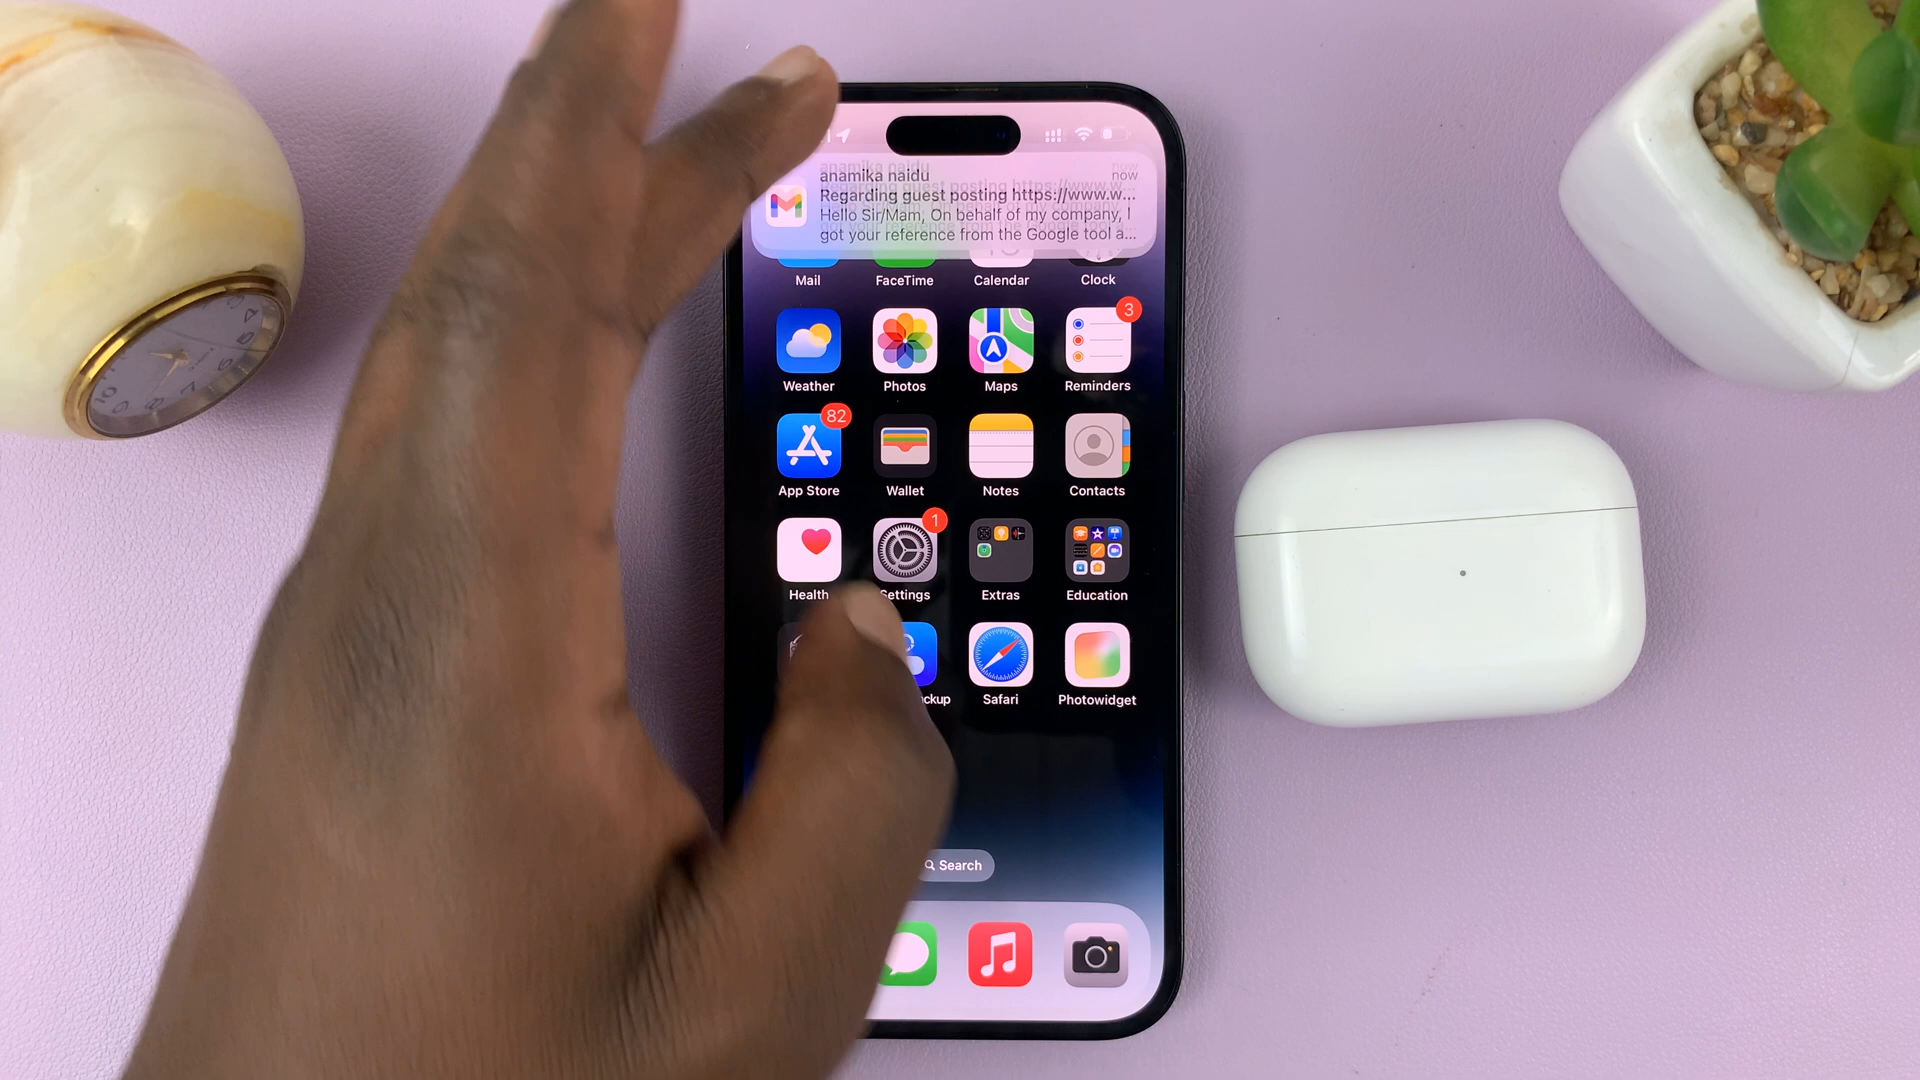 anamika naidu now
Regarding guest posting https://www.w...
Hello Sir/Mam, On behalf of my company, I
got your reference from the Google tool a...
Mail FaceTime Calendar Clock
3
Weather Photos Maps Reminders
82
App Store Wallet Notes Contacts
1
Health Settings Extras Education
ckup Safari Photowidget
Search